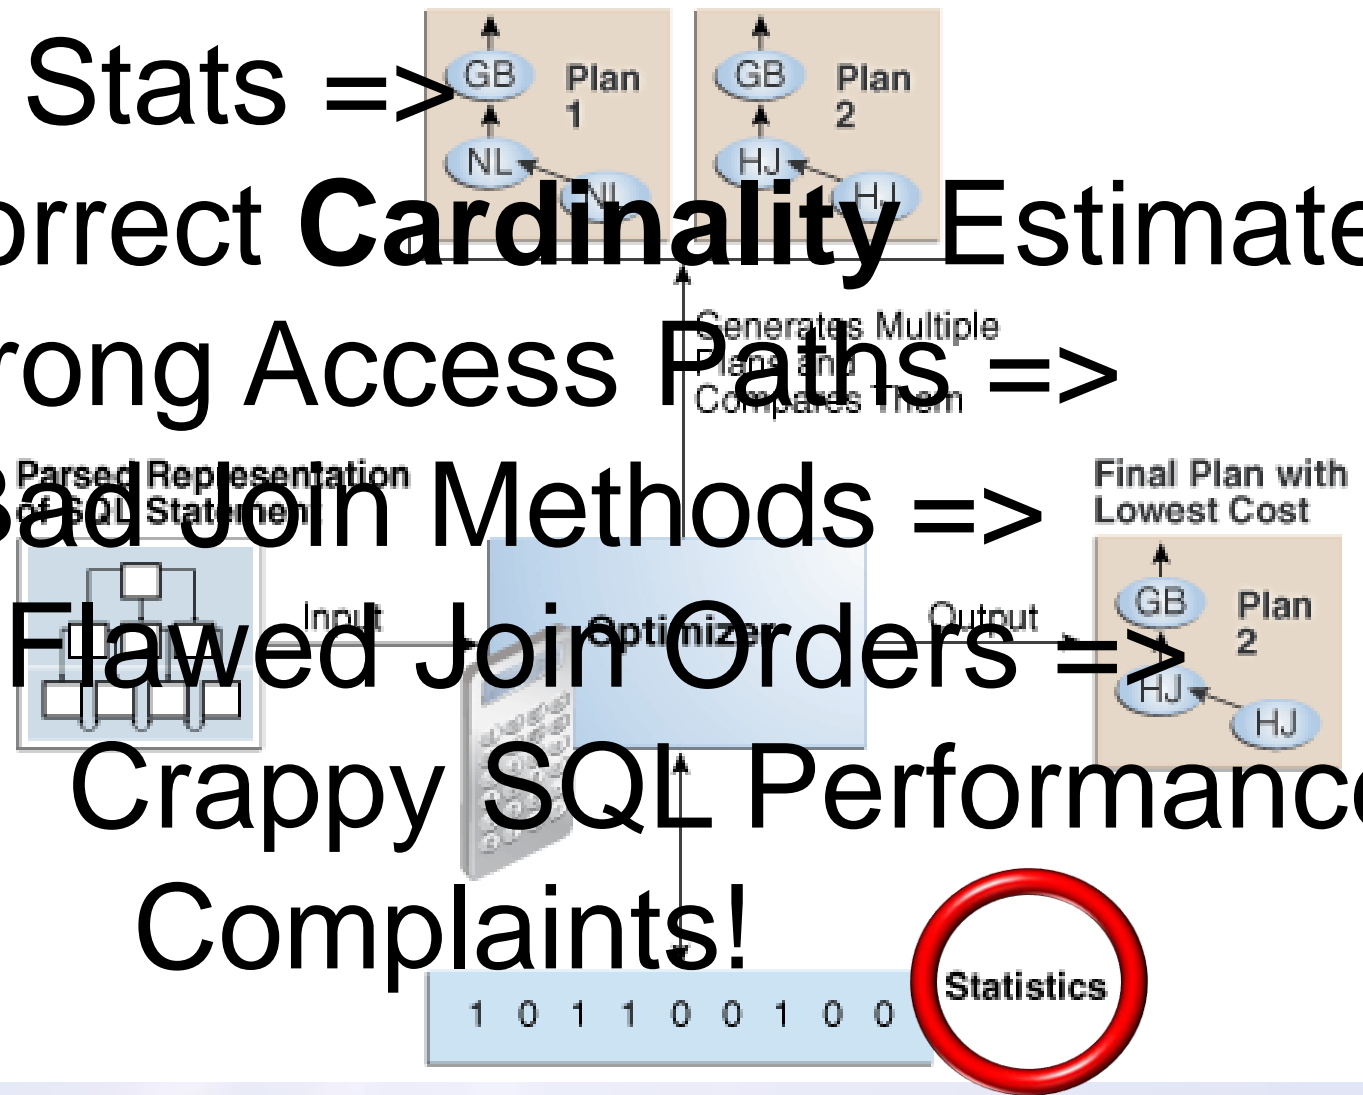 Stats =>
orrect Cardinality Estimate
rong Access Paths =>
Bad Join Methods =>
Flawed Join Orders =>
Crappy SQL Performance
Complaints!
GB
Plan
1
NL
NL
GB
Plan
2
HJ
HJ
Generates Multiple
Plans and
Compares Them
Parsed Representation
of SQL Statement
Input
Optimizer
Output
Final Plan with
Lowest Cost
GB
Plan
2
HJ
HJ
1 0 1 1 0 0 1 0 0
Statistics